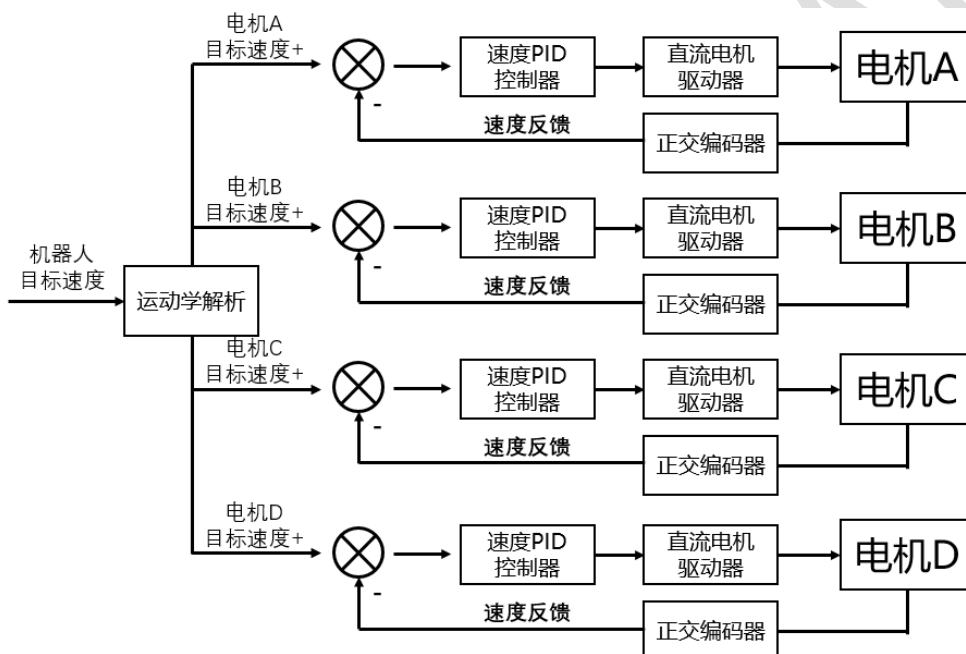 电机A
目标速度+
速度PID
控制器
直流电机
驱动器
电机A
-
速度反馈
正交编码器
电机B
目标速度+
速度PID
控制器
直流电机
驱动器
电机B
-
速度反馈
正交编码器
机器人
目标速度
运动学解析
电机C
目标速度+
速度PID
控制器
直流电机
驱动器
电机C
-
速度反馈
正交编码器
电机D
目标速度+
速度PID
控制器
直流电机
驱动器
电机D
-
速度反馈
正交编码器